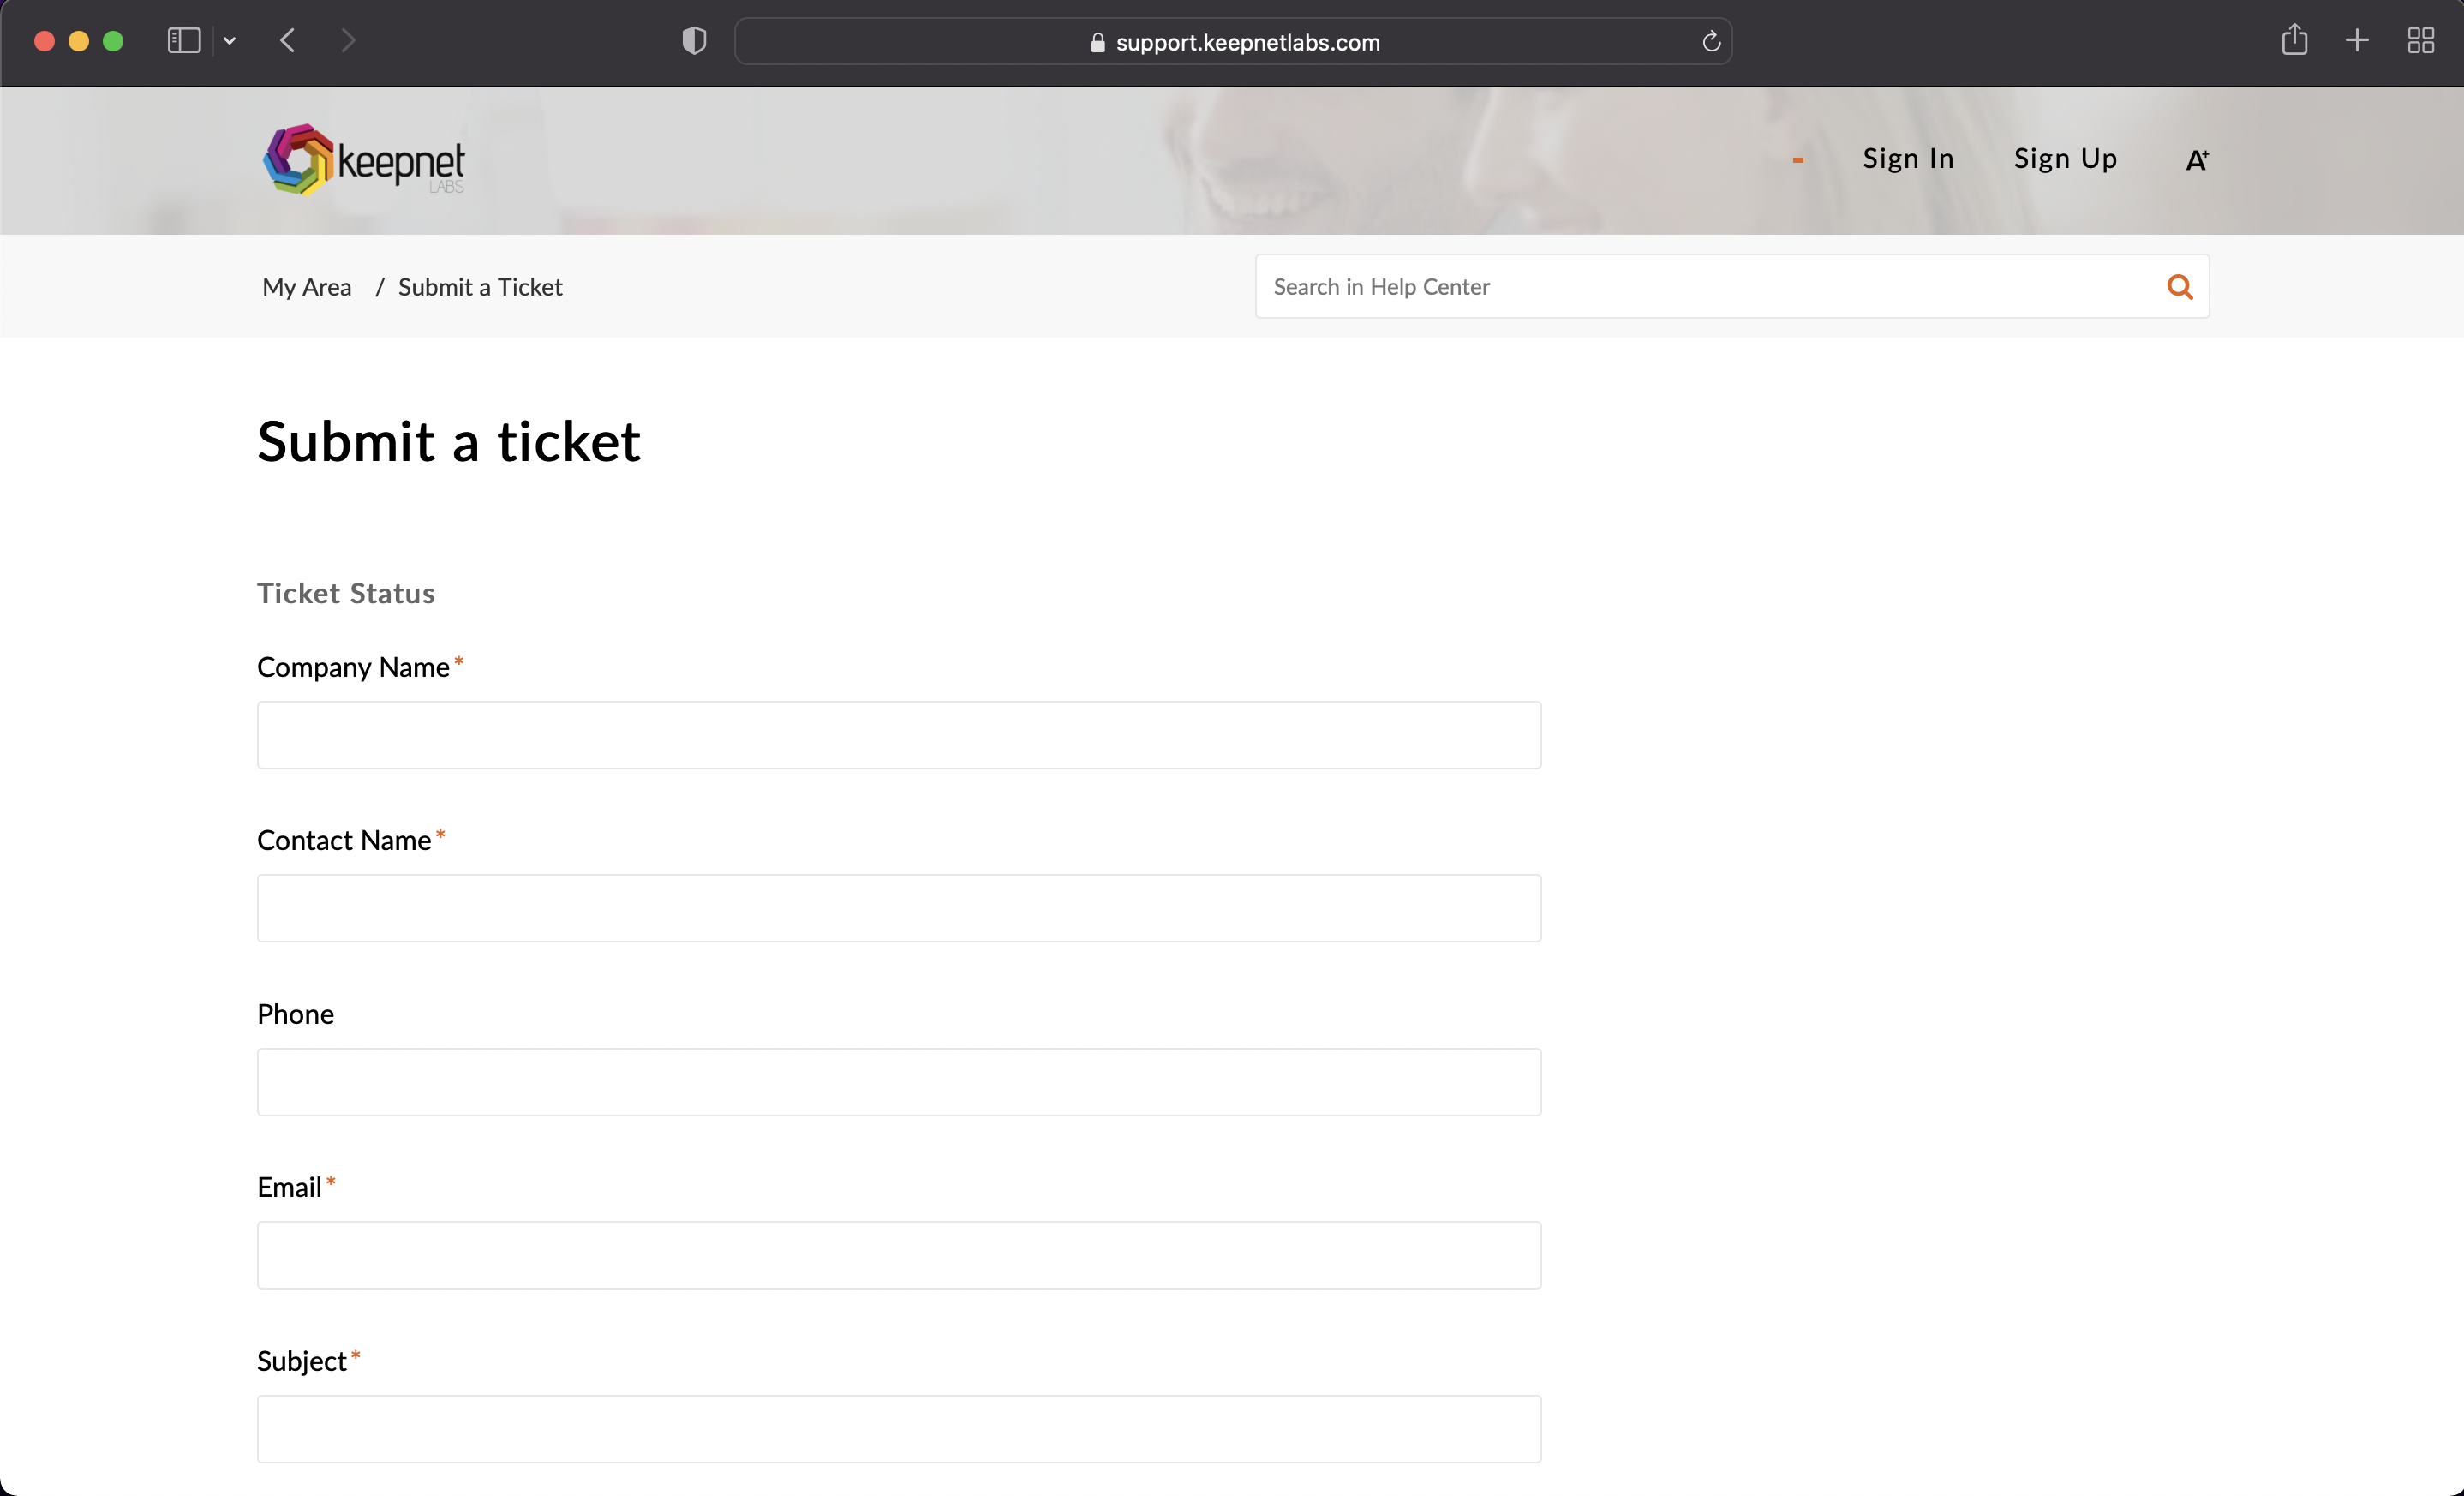 support.keepnetlabs.com
keepnet
LABS
Sign In
Sign Up
A+
My Area / Submit a Ticket
Search in Help Center
Submit a ticket
Ticket Status
Company Name*
Contact Name*
Phone
Email*
Subject*